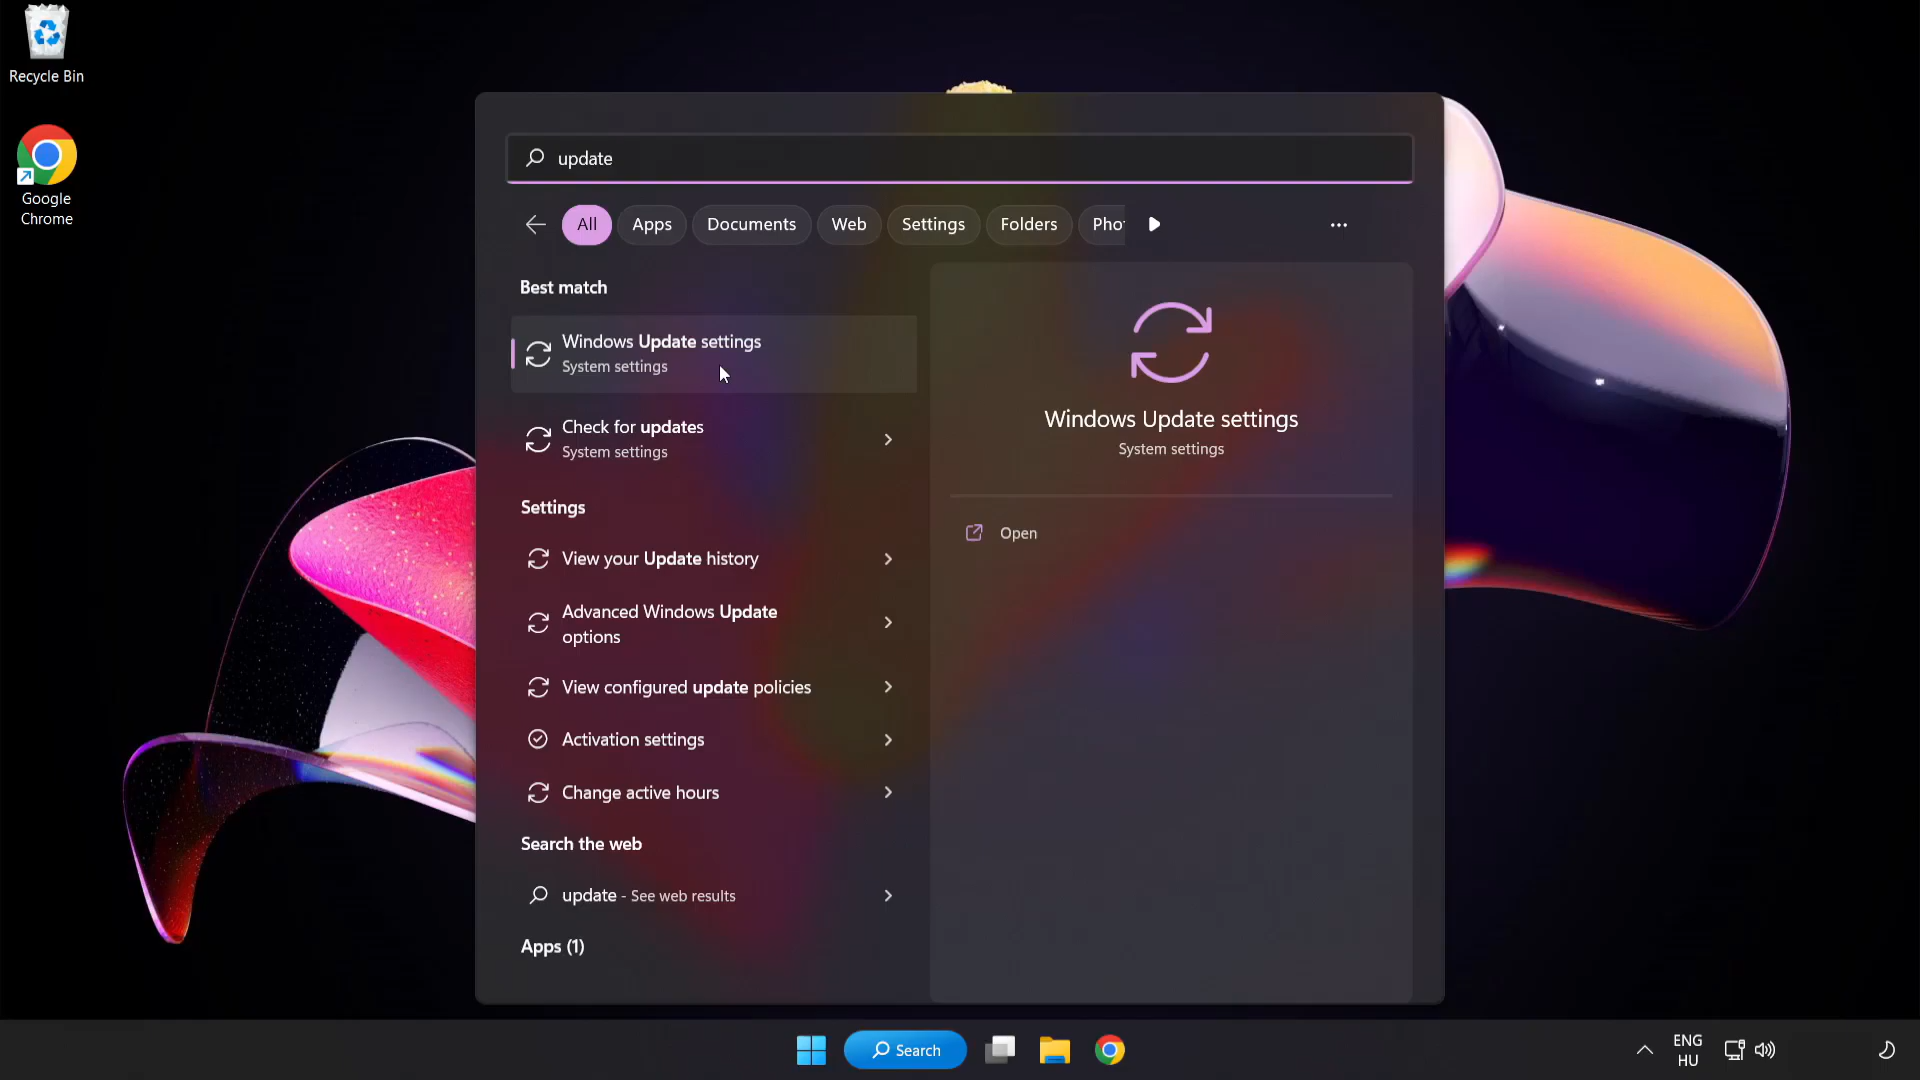 Recycle Bin
Google
Chrome
update
All
Apps
Documents
Web
Settings
Folders
Pho
Best match
Windows Update settings
System settings
Check for updates
System settings
Settings
View your Update history
Advanced Windows Update
options
View configured update policies
Activation settings
Change active hours
Search the web
update - See web results
Apps (1)
Windows Update settings
System settings
Open
Search
ENG
HU